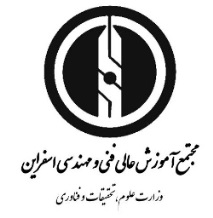 مجتمع آموزش عالی فنی و مهندسی اسفراین
وزارت علوم، تحقیقات و فناوری